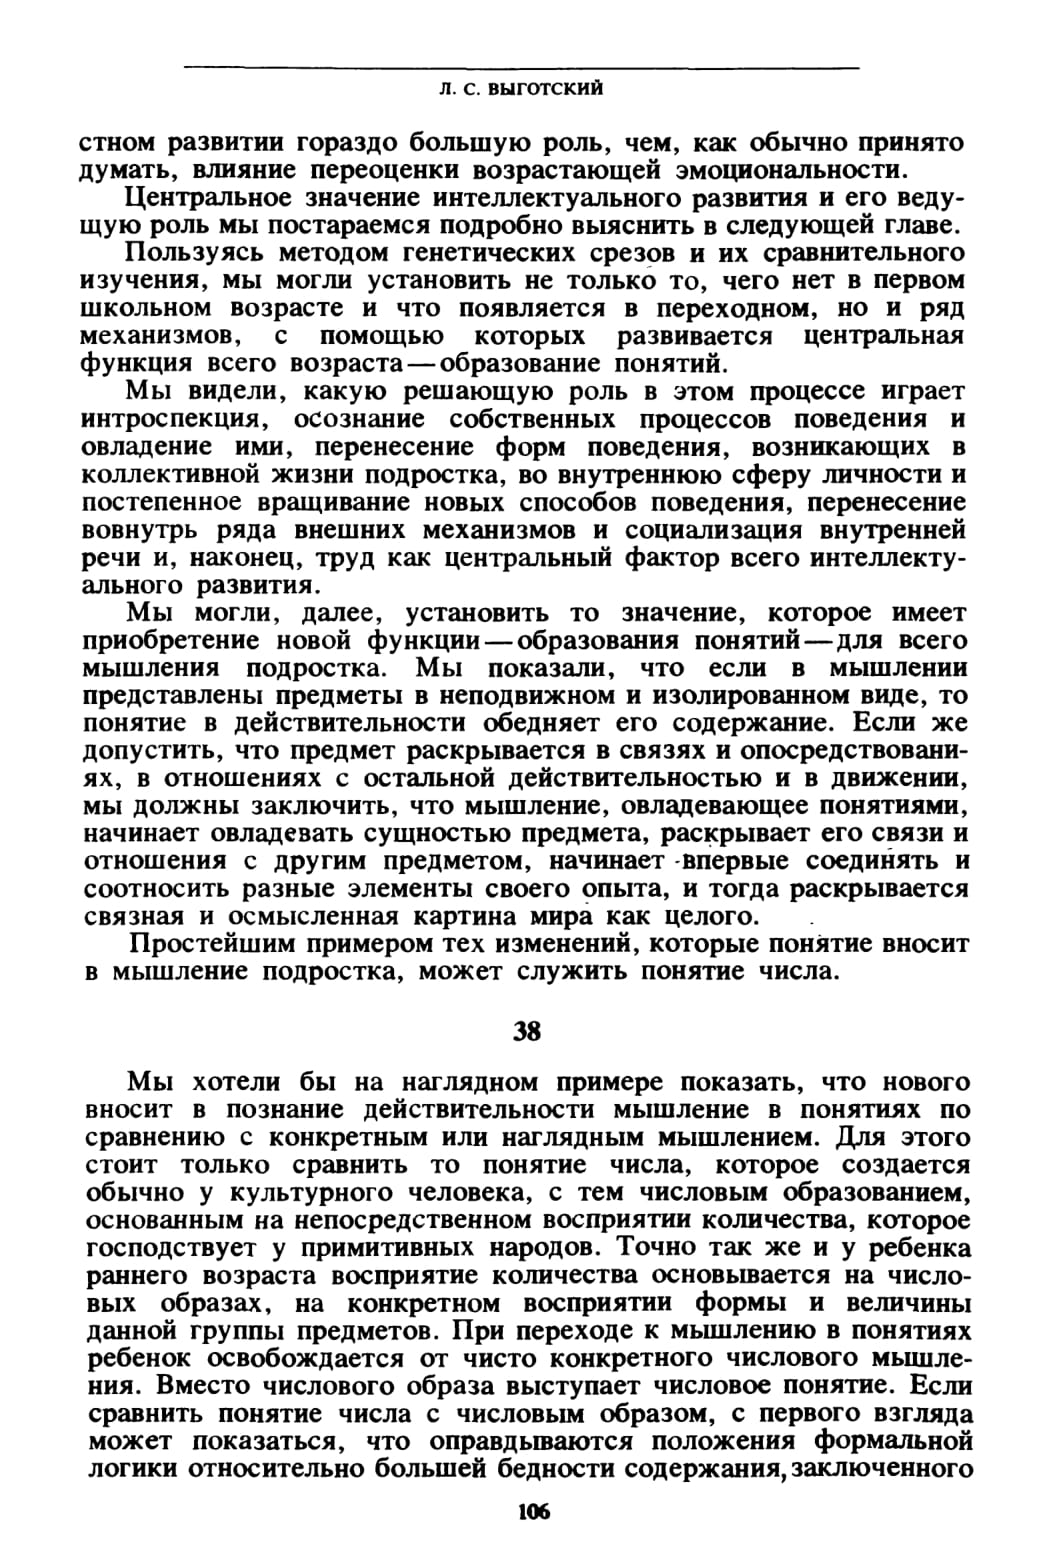 Л. С. ВЫГОТСКИЙ
стном развитии гораздо большую роль, чем, как обычно принято
думать, влияние переоценки возрастающей эмоциональности.
Центральное значение интеллектуального развития и его веду-
щую роль мы постараемся подробно выяснить в следующей главе.
Пользуясь методом генетических срезов и их сравнительного
изучения, мы могли установить не только то, чего нет в первом
школьном возрасте и что появляется в переходном, но и ряд
механизмов, с помощью которых развивается центральная
функция всего возраста—образование понятий.
Мы видели, какую решающую роль в этом процессе играет
интроспекция, осознание собственных процессов поведения и
овладение ими, перенесение форм поведения, возникающих в
коллективной жизни подростка, во внутреннюю сферу личности и
постепенное вращивание новых способов поведения, перенесение
вовнутрь ряда внешних механизмов и социализация внутренней
речи и, наконец, труд как центральный фактор всего интеллекту-
ального развития.
Мы могли, далее, установить то значение, которое имеет
приобретение новой функции—образования понятий—для всего
мышления подростка. Мы показали, что если в мышлении
представлены предметы в неподвижном и изолированном виде, то
понятие в действительности обедняет его содержание. Если же
допустить, что предмет раскрывается в связях и опосредствовани-
ях, в отношениях с остальной действительностью и в движении,
мы должны заключить, что мышление, овладевающее понятиями,
начинает овладевать сущностью предмета, раскрывает его связи и
отношения с другим предметом, начинает впервые соединять и
соотносить разные элементы своего опыта, и тогда раскрывается
связная и осмысленная картина мира как целого.
Простейшим примером тех изменений, которые понятие вносит
в мышление подростка, может служить понятие числа.
38
Мы хотели бы на наглядном примере показать, что нового
вносит в познание действительности мышление в понятиях по
сравнению с конкретным или наглядным мышлением. Для этого
стоит только сравнить то понятие числа, которое создается
обычно у культурного человека, с тем числовым образованием,
основанным на непосредственном восприятии количества, которое
господствует у примитивных народов. Точно так же и у ребенка
раннего возраста восприятие количества основывается на число-
вых образах, на конкретном восприятии формы и величины
данной группы предметов. При переходе к мышлению в понятиях
ребенок освобождается от чисто конкретного числового мышле-
ния. Вместо числового образа выступает числовое понятие. Если
сравнить понятие числа с числовым образом, с первого взгляда
может показаться, что оправдываются положения формальной
логики относительно большей бедности содержания, заключенного
106